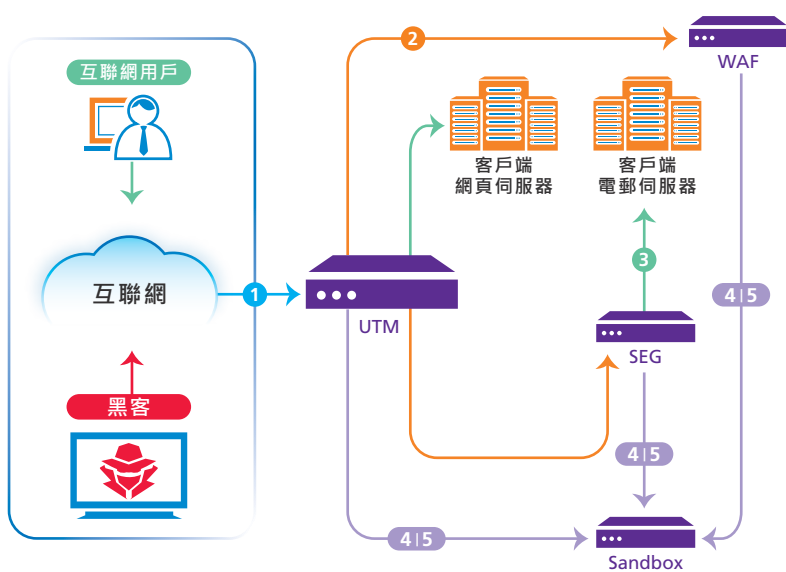 互聯網用戶
互聯網
黑客
1
UTM
2
WAF
客戶端
網頁伺服器
客戶端
電郵伺服器
3
SEG
4|5
4|5
4|5
Sandbox